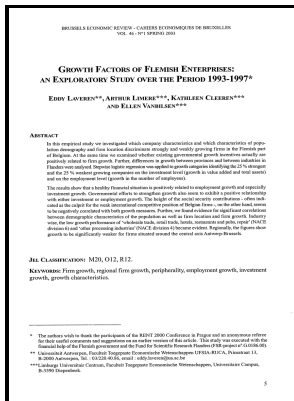 BRUSSELS ECONOMIC REVIEW - CAHIERS ECONOMIQUES DE BRUXELLES
VOL. 46 - N°1 SPRING 2003
GROWTH FACTORS OF FLEMISH ENTERPRISES:
AN EXPLORATORY STUDY OVER THE PERIOD 1993-1997*
EDDY LAVEREN**, ARTHUR LIMÈRE***, KATHLEEN CLEEREN***
AND ELLEN VANBILSEN***
ABSTRACT
In this empirical study we investigated which company characteristics and which characteristics of popu-
lation demography and firm location discriminate strongly and weakly growing firms in the Flemish part
of Belgium. At the same time we examined whether existing governmental growth incentives actually are
positively related to firm growth. Further, differences in growth between provinces and between industries in
Flanders were analysed. Stepwise logistic regression was applied to growth categories identifying the 25 % strongest
and the 25 % weakest growing companies on the investment level (growth in value added and total assets)
and on the employment level (growth in the number of employees).
The results show that a healthy financial situation is positively related to employment growth and especially
investment growth. Governmental efforts to strengthen growth also seem to exhibit a positive relationship
with either investment or employment growth. The height of the social security contributions - often indi-
cated as the culprit for the weak international competitive position of Belgian firms -, on the other hand, seems
to be negatively correlated with both growth measures. Further, we found evidence for significant correlations
between demographic characteristics of the population as well as firm location and firm growth. Industry
wise, the low growth performance of 'wholesale trade, retail trade, hotels, restaurants and pubs, repair' (NACE
division 6) and 'other processing industries' (NACE division 4) became evident. Regionally, the figures show
growth to be significantly weaker for firms situated around the central axis Antwerp-Brussels.
JEL CLASSIFICATION: M20, O12, R12.
KEYWORDS: Firm growth, regional firm growth, peripherality, employment growth, investment
growth, growth characteristics.
* The authors wish to thank the participants of the RENT 2000 Conference in Prague and an anonymous referee
for their useful comments and suggestions on an earlier version of this article. This study was executed with the
financial help of the Flemish government and the Fund for Scientific Research Flanders (FSR project n° G.0186.00).
** Universiteit Antwerpen, Faculteit Toegepaste Economische Wetenschappen UFSIA-RUCA, Prinsstraat 13,
B-2000 Antwerpen, Tel. : 03/220.40.86, email : eddy.laveren@ua.ac.be
***Limburgs Universitair Centrum, Faculteit Toegepaste Economische Wetenschappen, Universitaire Campus,
B-3590 Diepenbeek.
5